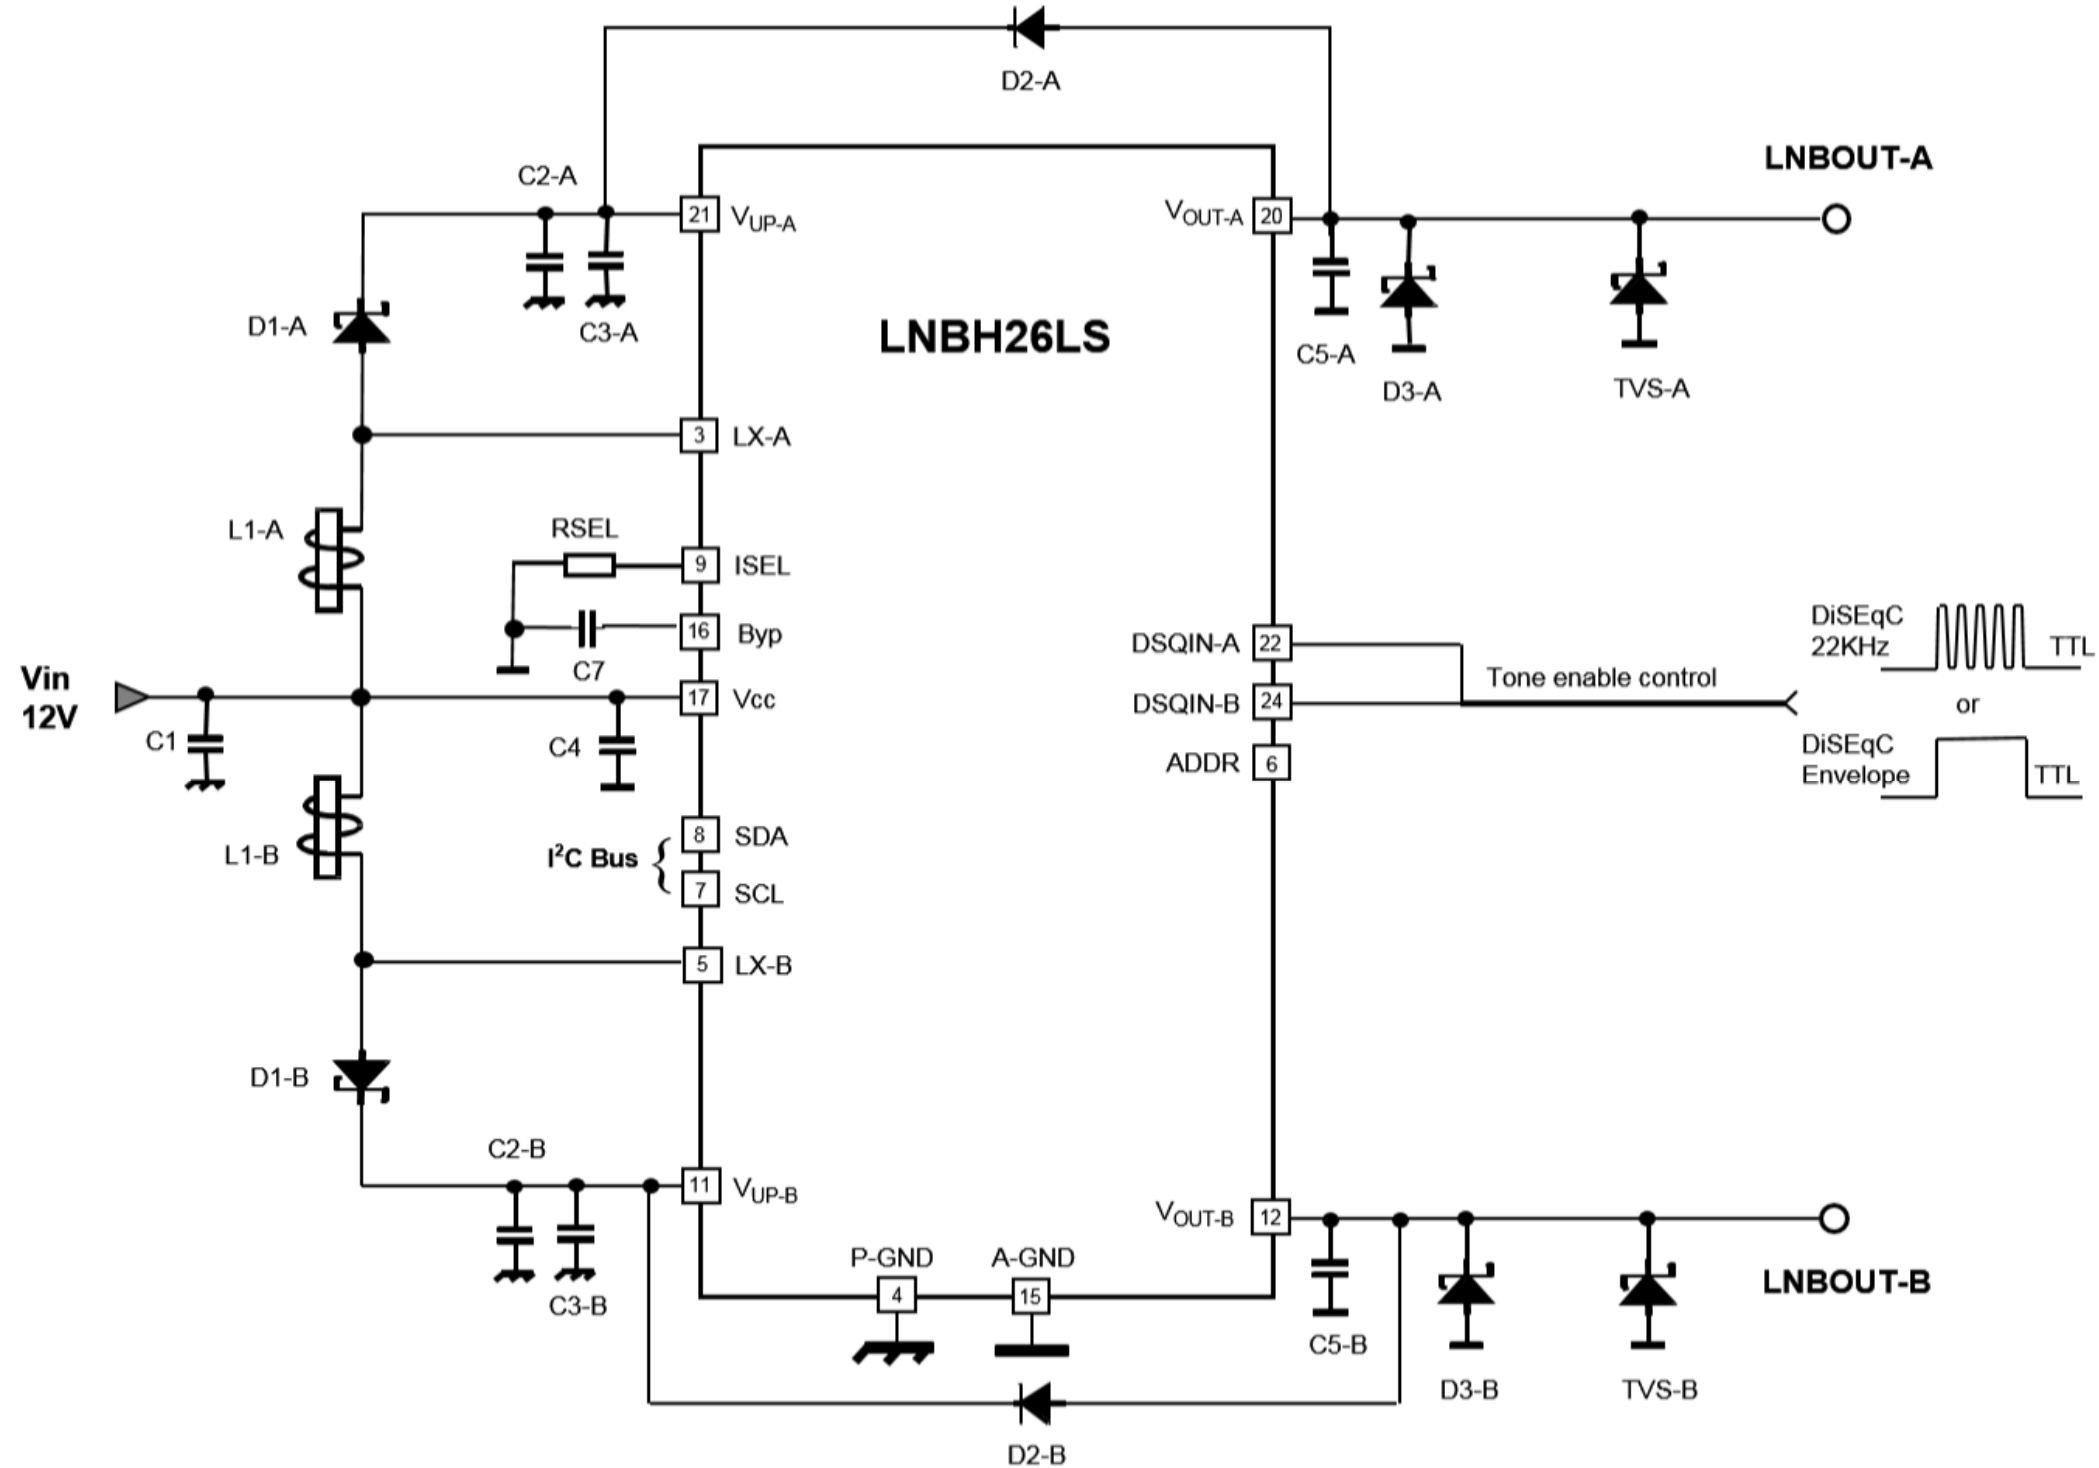 D2-A
LNBOUT-A
C2-A
21
VUP-A
VOUT-A
20
D1-A
C3-A
LNBH26LS
C5-A
D3-A
TVS-A
3
LX-A
L1-A
RSEL
9
ISEL
16
Byp
C7
DSQIN-A
22
DiSEqC
22KHz
TTL
Vin
12V
17
Vcc
DSQIN-B
24
Tone enable control
or
C1
C4
ADDR
6
DiSEqC
Envelope
TTL
8
SDA
I²C Bus {
7
SCL
L1-B
5
LX-B
D1-B
C2-B
11
VUP-B
VOUT-B
12
C3-B
P-GND
A-GND
4
15
LNBOUT-B
C5-B
D3-B
TVS-B
D2-B